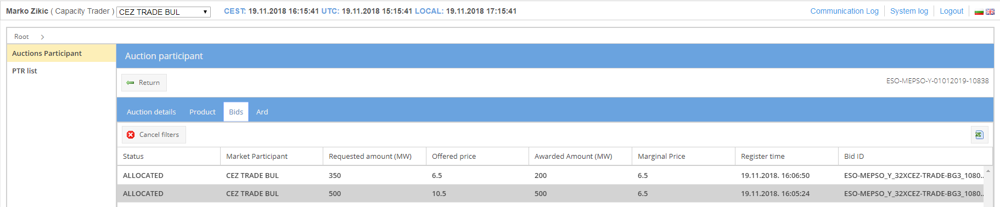 Marko Zikic ( Capacity Trader ) CEZ TRADE BUL CEST: 19.11.2018 16:15:41 UTC: 19.11.2018 15:15:41 LOCAL: 19.11.2018 17:15:41 Communication Log System log Logout
Root
Auctions Participant
PTR list
Auction participant
Return ESO-MEPSO-Y-01012019-10838
Auction details Product Bids Ard
Cancel filters
Status Market Participant Requested amount (MW) Offered price Awarded Amount (MW) Marginal Price Register time Bid ID
ALLOCATED CEZ TRADE BUL 350 6.5 200 6.5 19.11.2018. 16:06:50 ESO-MEPSO_Y_32XCEZ-TRADE-BG3_1080...
ALLOCATED CEZ TRADE BUL 500 10.5 500 6.5 19.11.2018. 16:05:24 ESO-MEPSO_Y_32XCEZ-TRADE-BG3_1080...